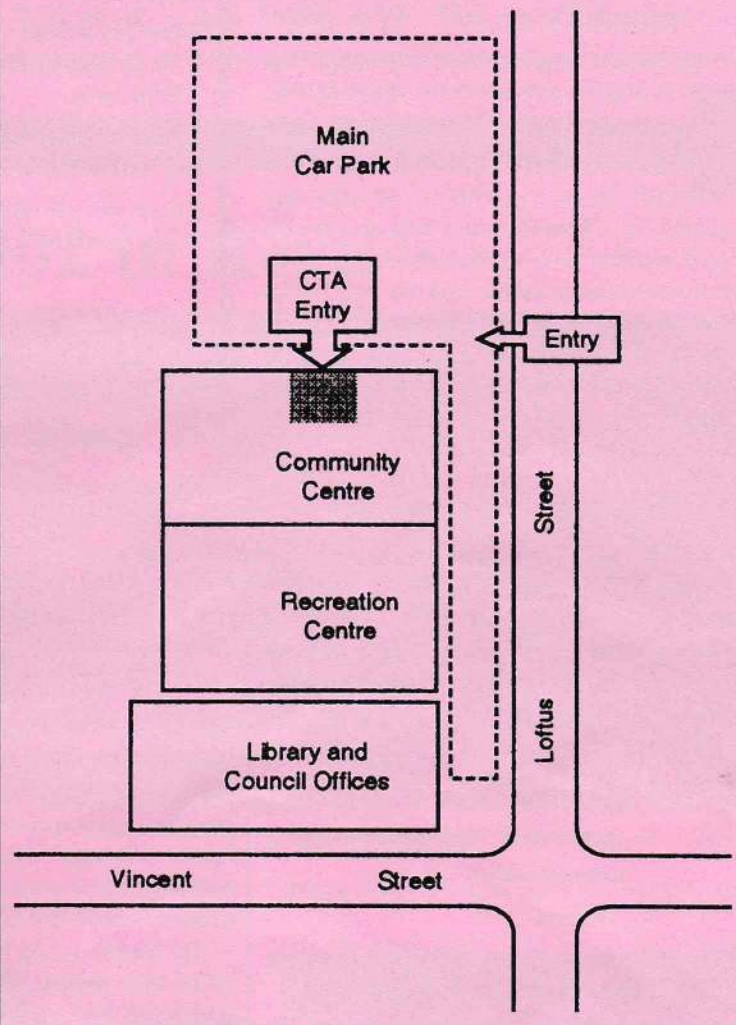 Main
Car Park
CTA
Entry
Entry
Community
Centre
Street
Recreation
Centre
Loftus
Library and
Council Offices
Vincent Street